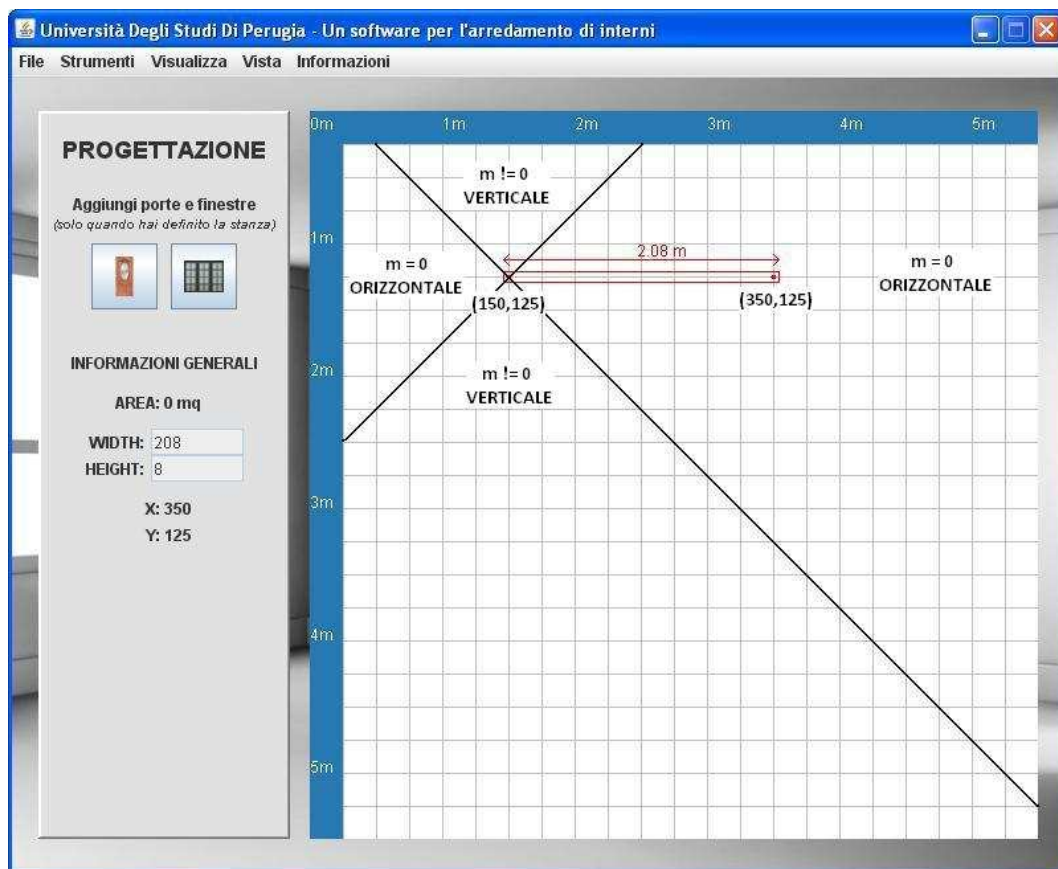 Università Degli Studi Di Perugia - Un software per l'arredamento di interni
File Strumenti Visualizza Vista Informazioni
PROGETTAZIONE
Aggiungi porte e finestre
(solo quando hai definito la stanza)
INFORMAZIONI GENERALI
AREA: 0 mq
WIDTH: 208
HEIGHT: 8
X: 350
Y: 125
0m 1m 2m 3m 4m 5m
1m
2m
3m
4m
5m
m != 0
VERTICALE
m = 0
ORIZZONTALE
2.08 m
m = 0
ORIZZONTALE
(150,125)
(350,125)
m != 0
VERTICALE